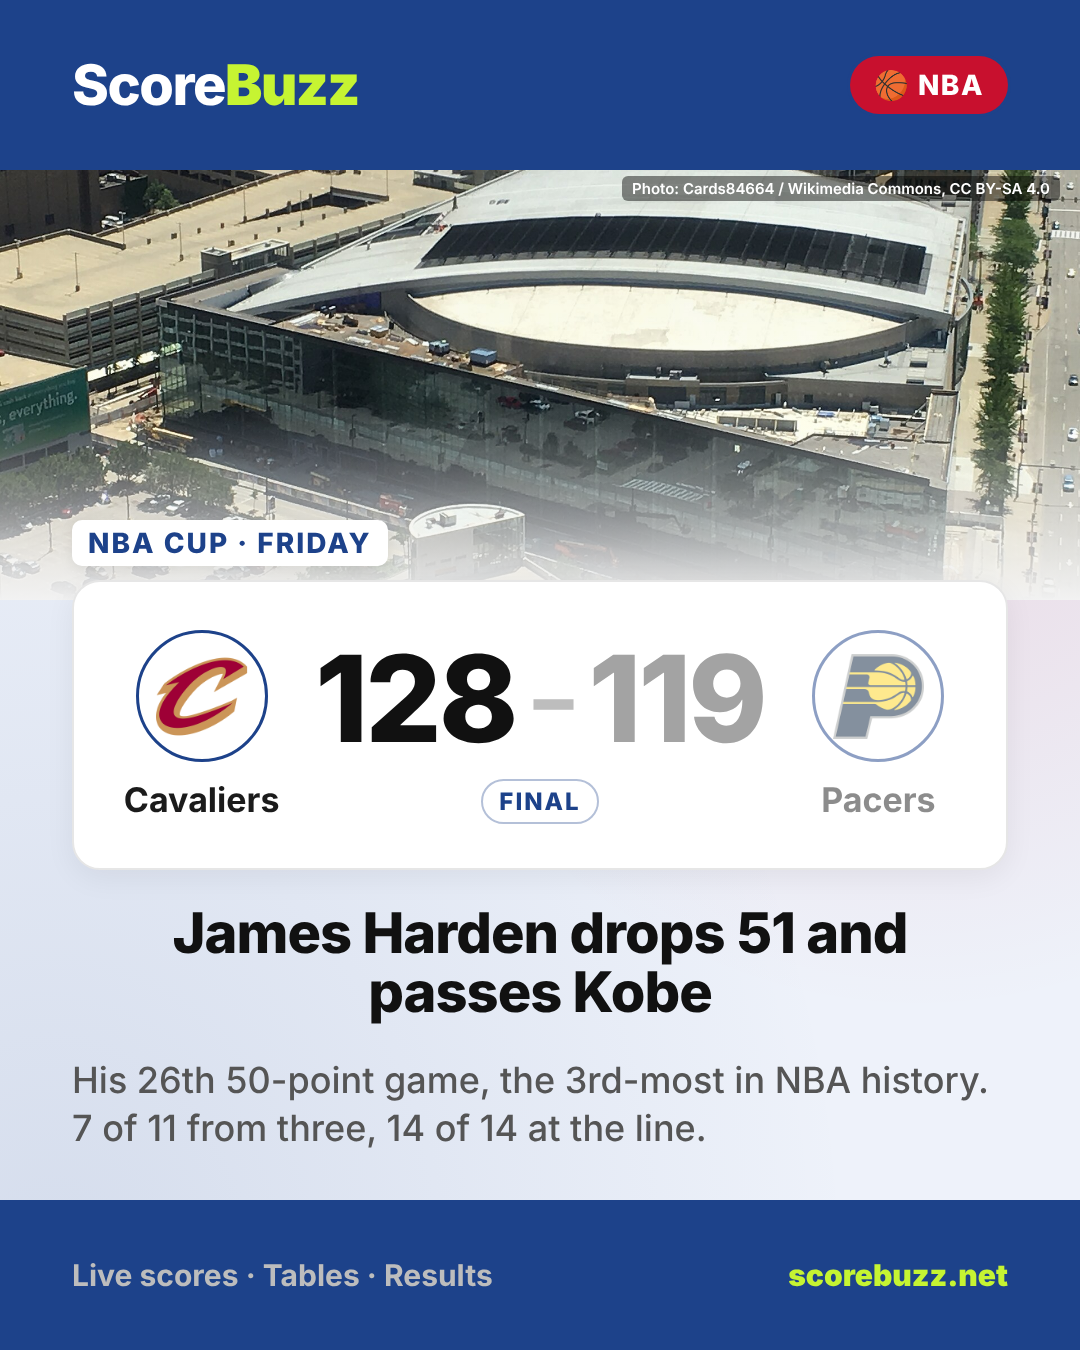 ScoreBuzz
NBA
Photo: Cards84664 / Wikimedia Commons, CC BY-SA 4.0
everything.
NBA CUP · FRIDAY
128 - 119
Cavaliers
FINAL
Pacers
James Harden drops 51 and
passes Kobe
His 26th 50-point game, the 3rd-most in NBA history.
7 of 11 from three, 14 of 14 at the line.
Live scores · Tables · Results
scorebuzz.net